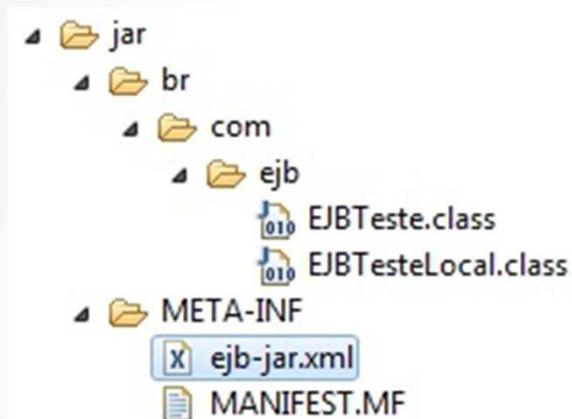 jar
br
com
ejb
EJBTeste.class
EJBTesteLocal.class
META-INF
ejb-jar.xml
MANIFEST.MF